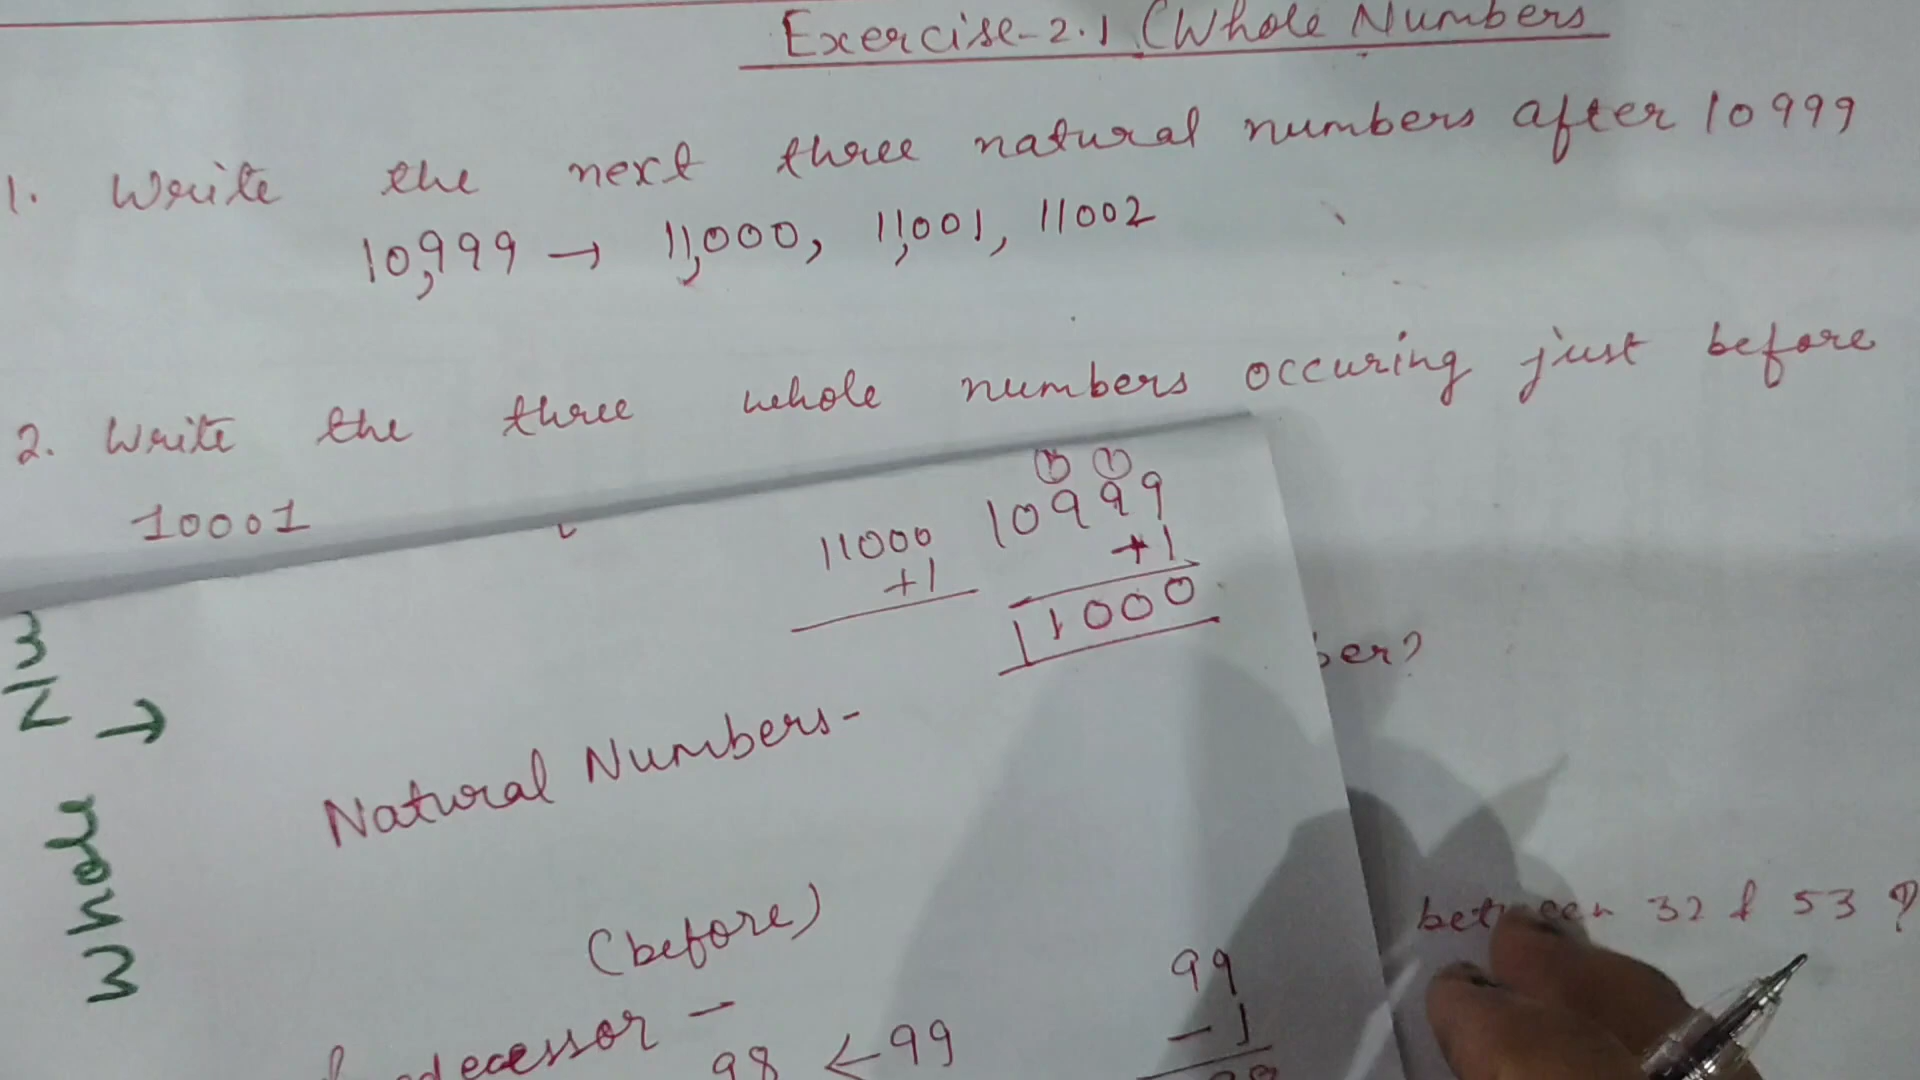 Exercise-2.1 (Whole Numbers
1. Write the next three natural numbers after 10999
10,999 → 11,000, 11,001, 11002
2. Write the three whole numbers occuring just before
10001
11000
+1
10999
+1
11000
ber?
Natural Numbers-
(before)
between 32 & 53 ?
98 < 99
99
-1
Whole